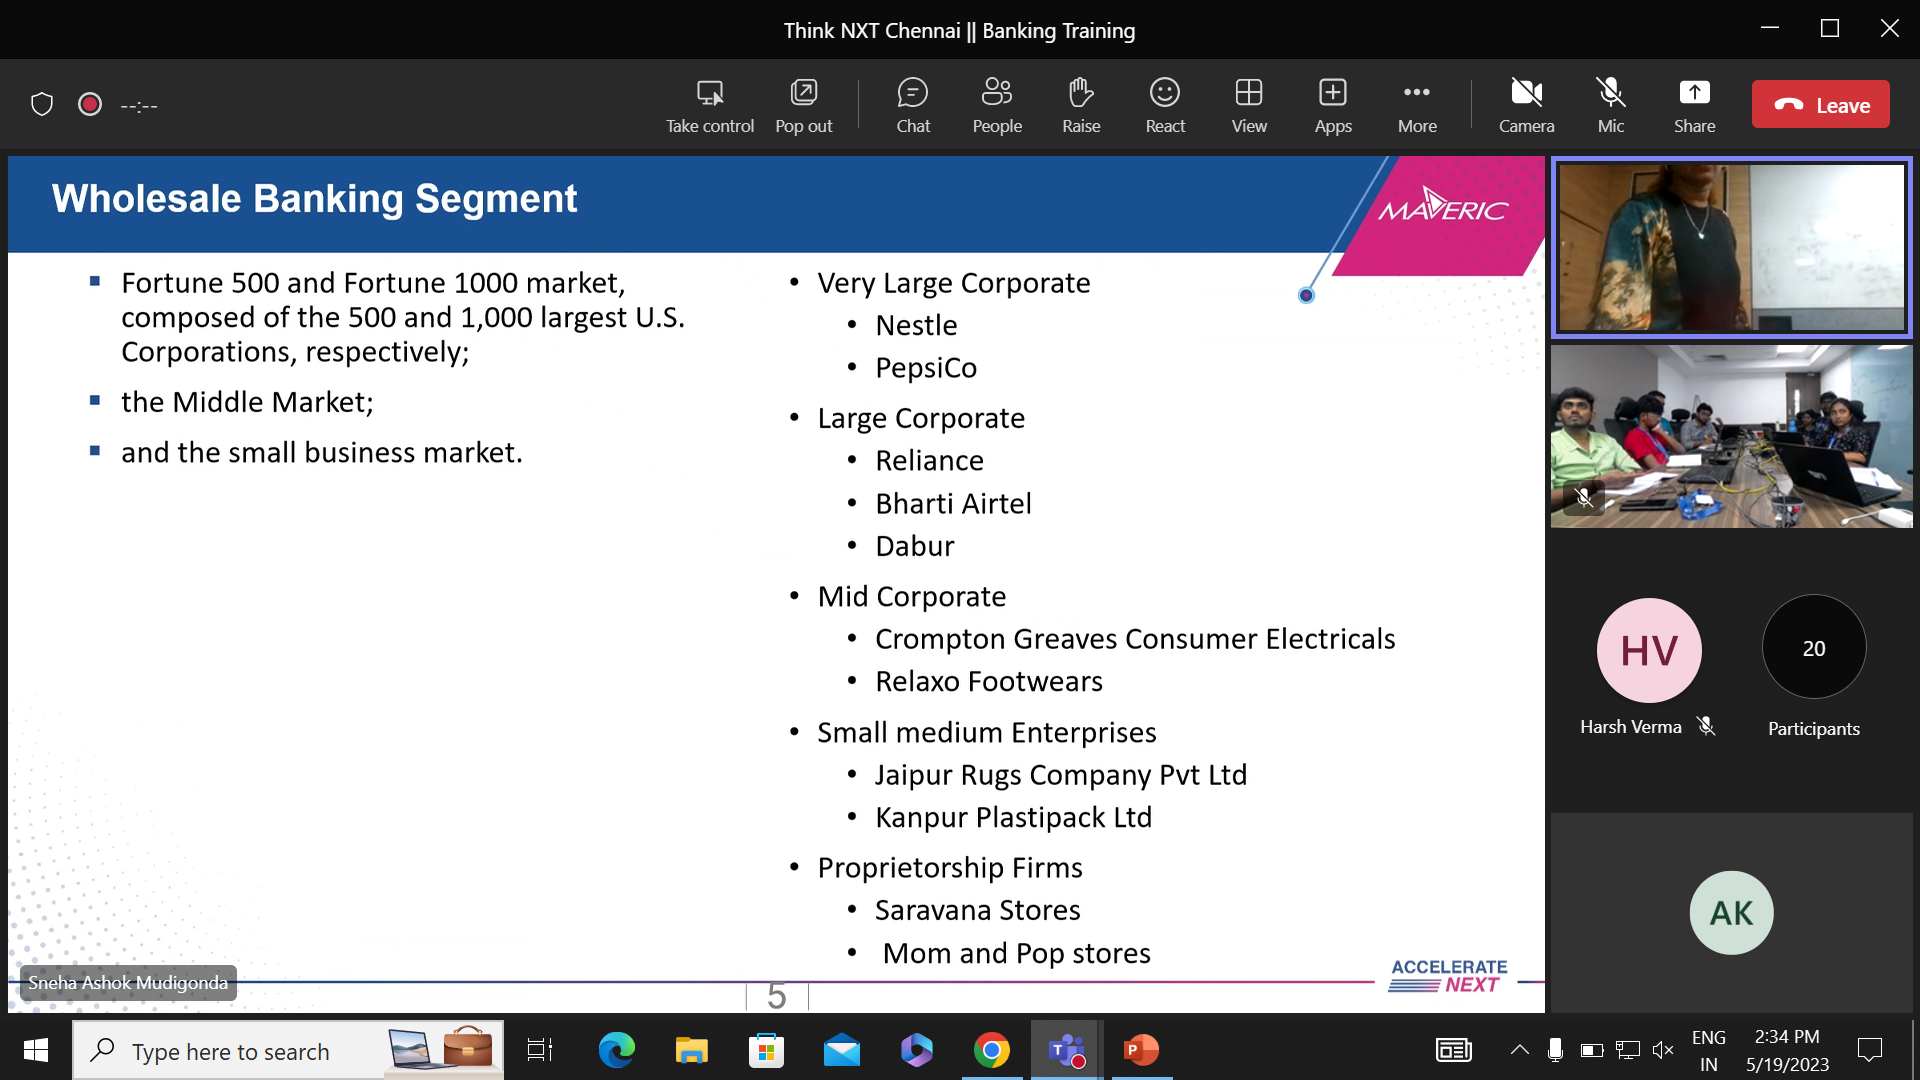 Think NXT Chennai || Banking Training
--:--
Take control
Pop out
Chat
People
Raise
React
View
Apps
More
Camera
Mic
Share
Leave
Wholesale Banking Segment
MAVERIC
Fortune 500 and Fortune 1000 market,
composed of the 500 and 1,000 largest U.S.
Corporations, respectively;
the Middle Market;
and the small business market.
Very Large Corporate
Nestle
PepsiCo
Large Corporate
Reliance
Bharti Airtel
Dabur
Mid Corporate
Crompton Greaves Consumer Electricals
Relaxo Footwears
Small medium Enterprises
Jaipur Rugs Company Pvt Ltd
Kanpur Plastipack Ltd
Proprietorship Firms
Saravana Stores
Mom and Pop stores
Sneha Ashok Mudigonda
5
ACCELERATE
NEXT
HV
Harsh Verma
20
Participants
AK
Type here to search
T
P
ENG
IN
2:34 PM
5/19/2023